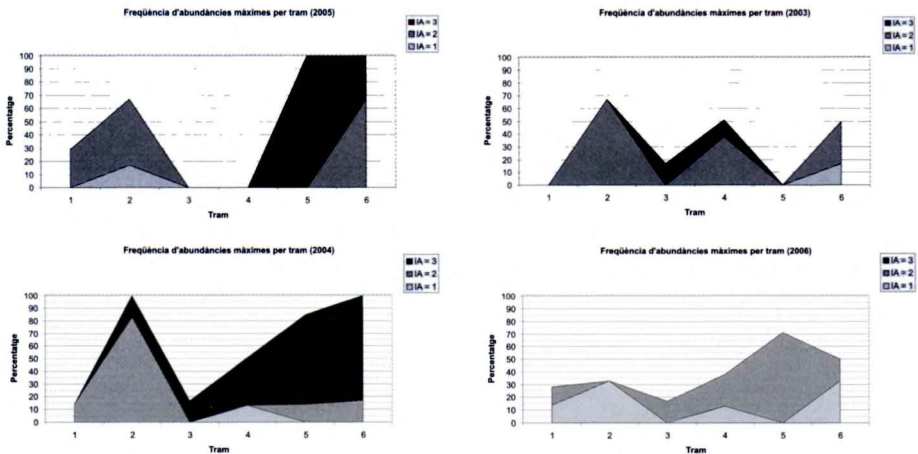 Freqüència d'abundàncies màximes per tram (2005)
IA = 3
IA = 2
IA = 1
Percentatge
100
90
80
70
60
50
40
30
20
10
0
1 2 3 4 5 6
Tram
Freqüència d'abundàncies màximes per tram (2003)
IA = 3
IA = 2
IA = 1
Percentatge
100
90
80
70
60
50
40
30
20
10
0
1 2 3 4 5 6
Tram
Freqüència d'abundàncies màximes per tram (2004)
IA = 3
IA = 2
IA = 1
Percentatge
100
90
80
70
60
50
40
30
20
10
0
1 2 3 4 5 6
Tram
Freqüència d'abundàncies màximes per tram (2006)
IA = 3
IA = 2
IA = 1
Percentatge
100
90
80
70
60
50
40
30
20
10
0
1 2 3 4 5 6
Tram